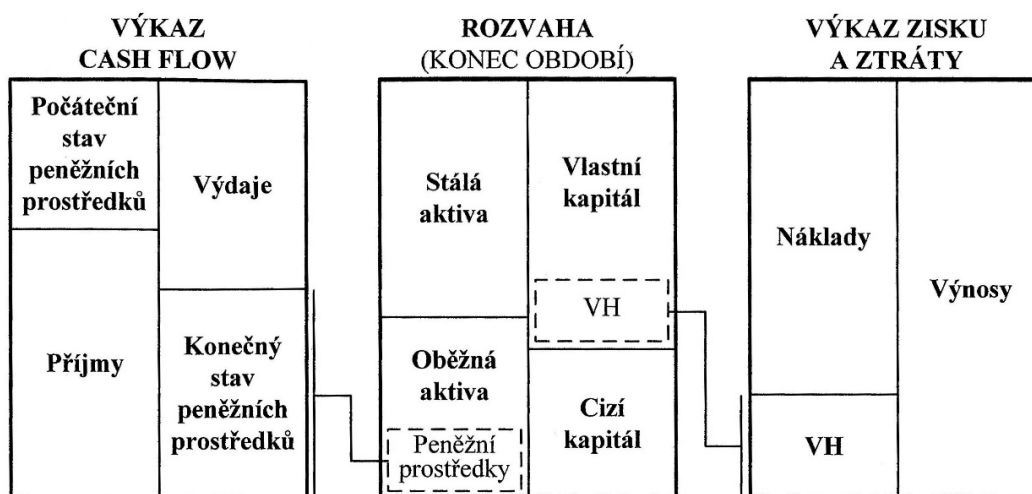 VÝKAZ
CASH FLOW
Počáteční
stav
peněžních
prostředků
Výdaje
Příjmy
Konečný
stav
peněžních
prostředků
ROZVAHA
(KONEC OBDOBÍ)
Stálá
aktiva
Vlastní
kapitál
VH
Oběžná
aktiva
Peněžní
prostředky
Cizí
kapitál
VÝKAZ ZISKU
A ZTRÁTY
Náklady
Výnosy
VH